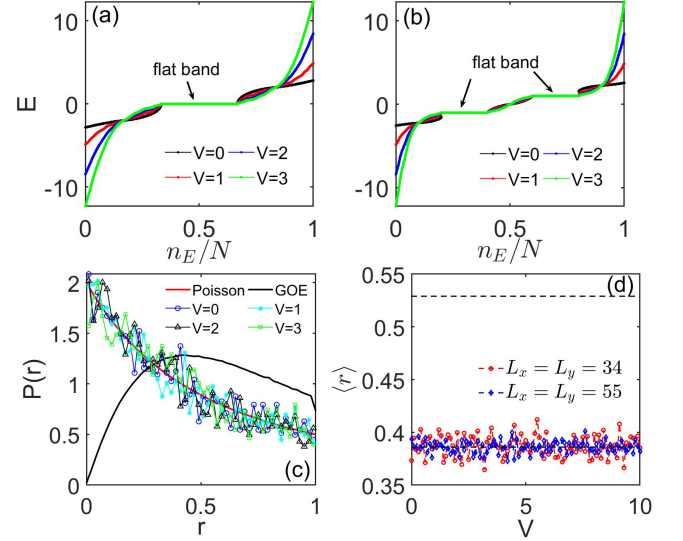 (a)
10
0
-10
E
flat band
V=0
V=2
V=1
V=3
0
0.5
1
n_E/N
(b)
10
0
-10
flat band
V=0
V=2
V=1
V=3
0
0.5
1
n_E/N
2
1.5
1
0.5
0
P(r)
Poisson
GOE
V=0
V=1
V=2
V=3
(c)
0
0.5
1
r
0.55
0.5
0.45
0.4
0.35
⟨r⟩
(d)
L_x = L_y = 34
L_x = L_y = 55
0
5
10
V